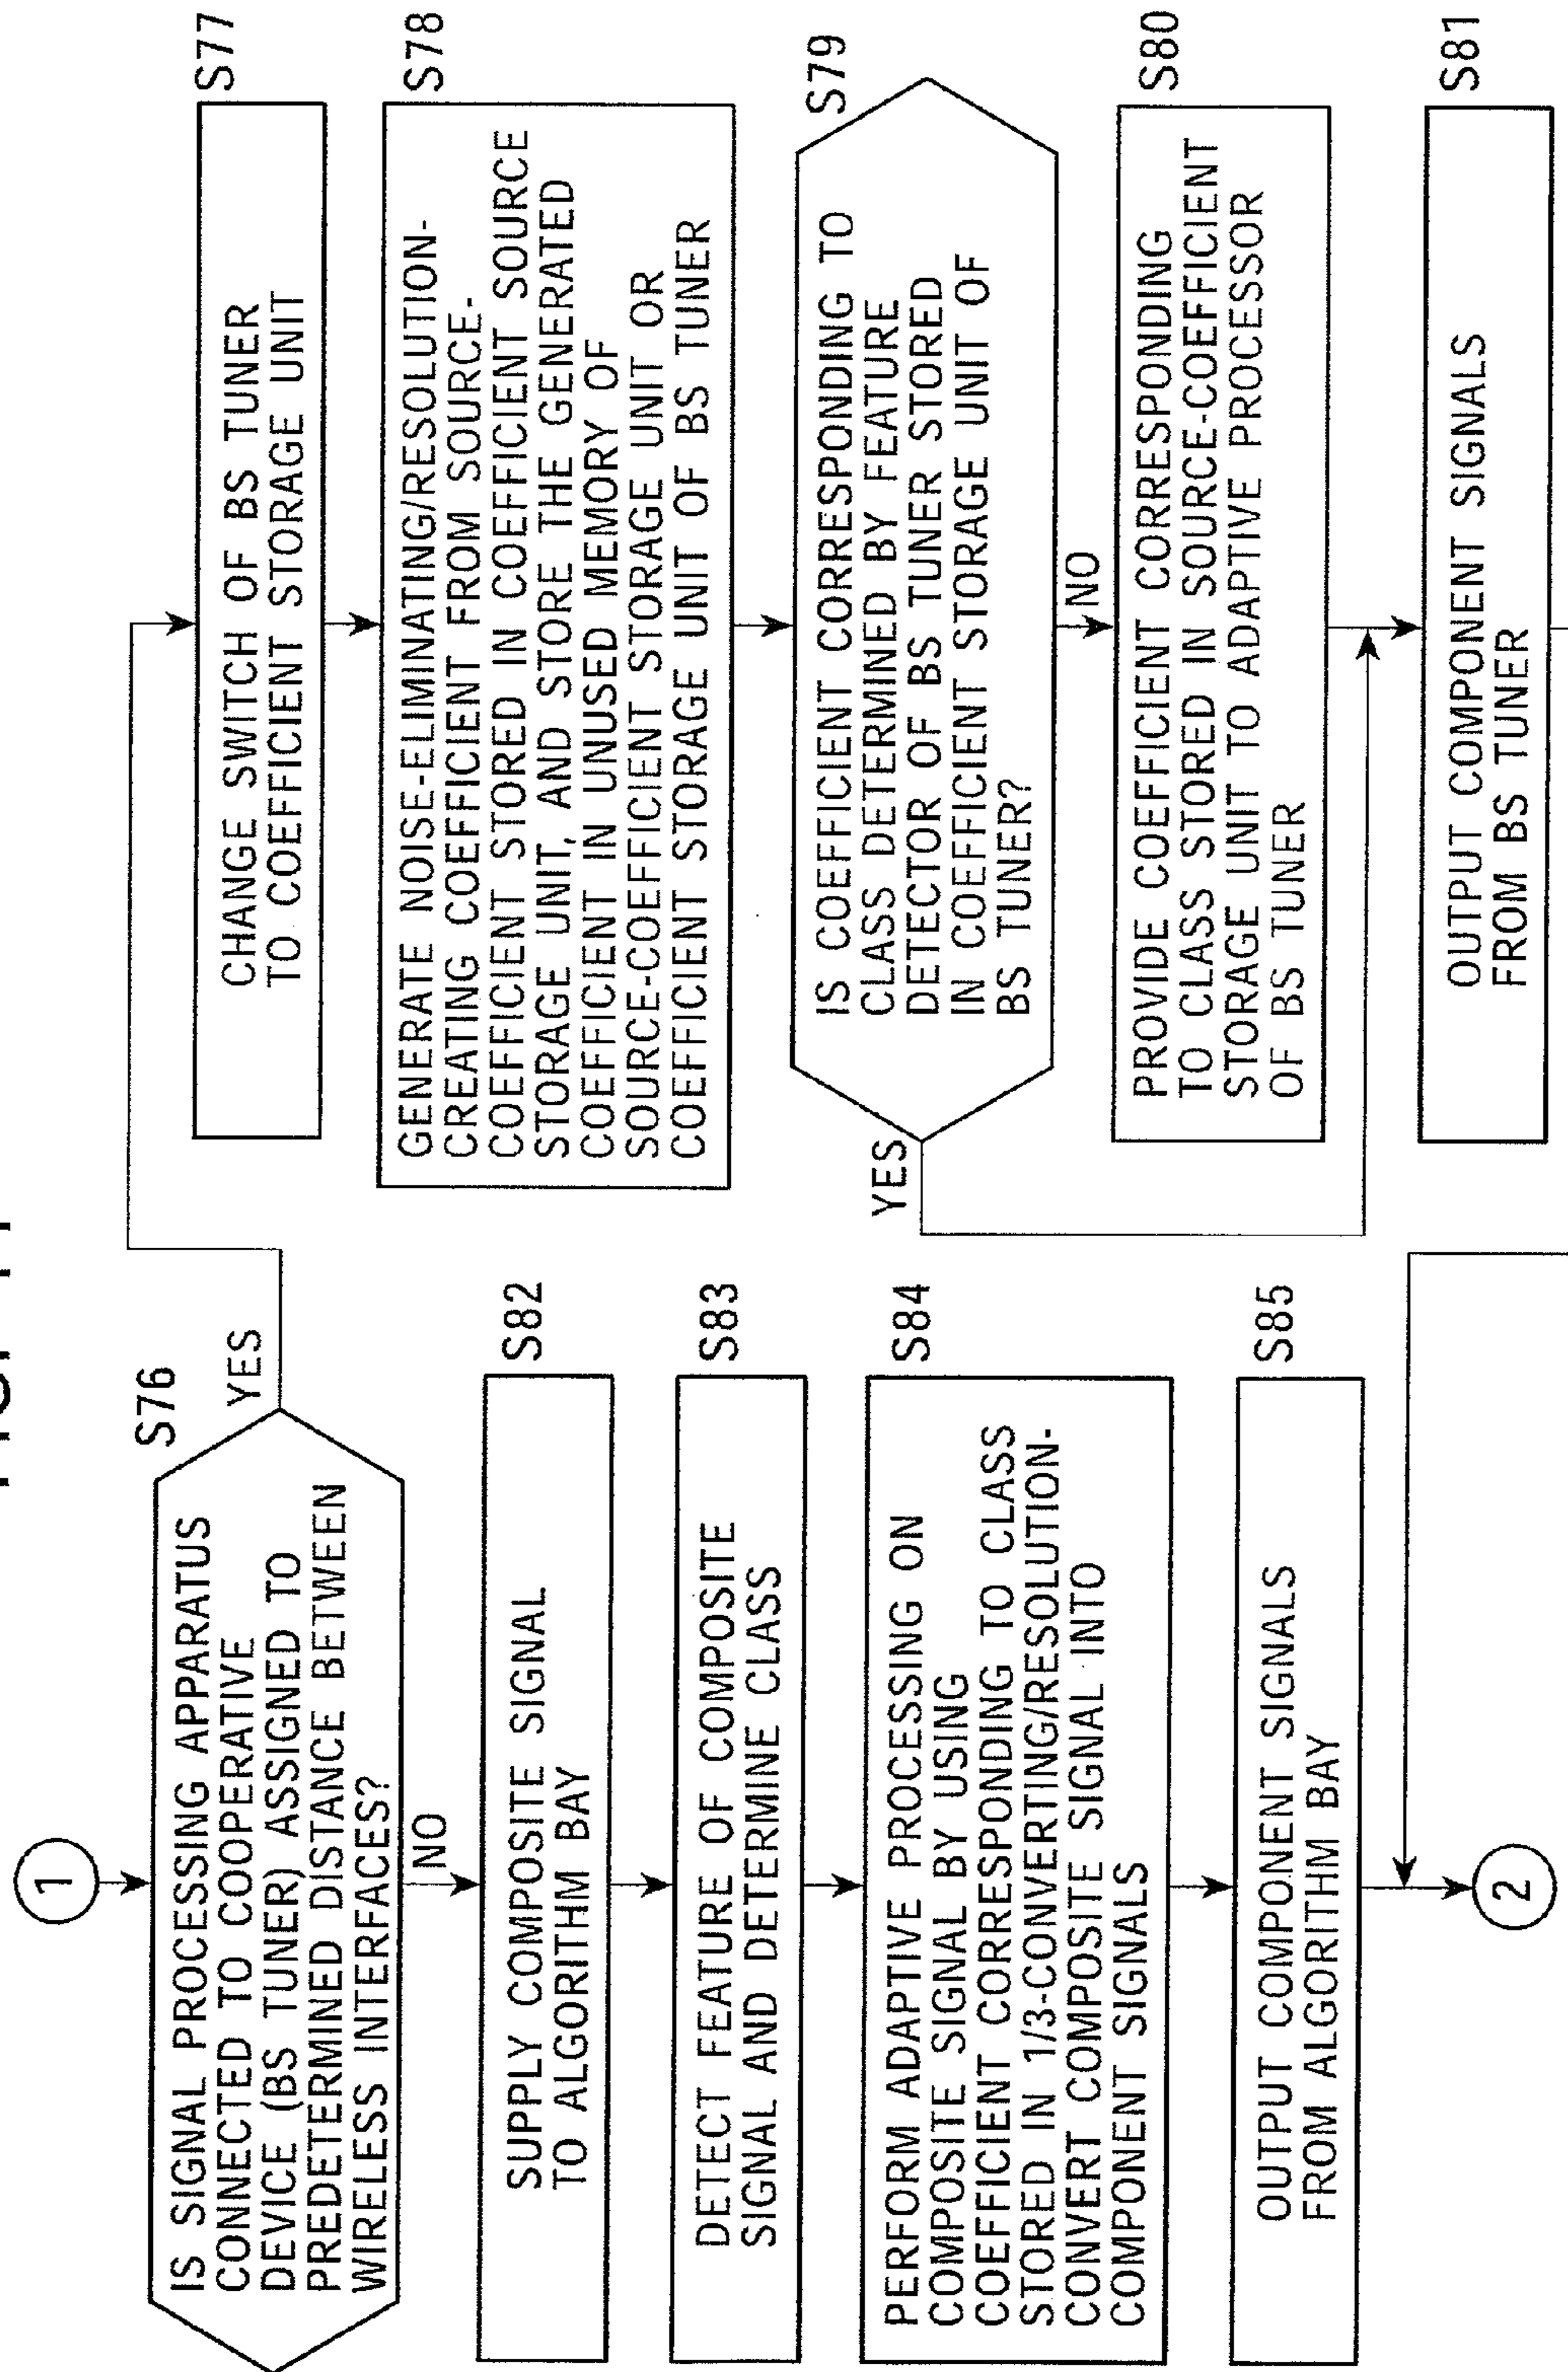 1
S76
IS SIGNAL PROCESSING APPARATUS
CONNECTED TO COOPERATIVE
DEVICE (BS TUNER) ASSIGNED TO
PREDETERMINED DISTANCE BETWEEN
WIRELESS INTERFACES?
YES
NO
S82
SUPPLY COMPOSITE SIGNAL
TO ALGORITHM BAY
S83
DETECT FEATURE OF COMPOSITE
SIGNAL AND DETERMINE CLASS
S84
PERFORM ADAPTIVE PROCESSING ON
COMPOSITE SIGNAL BY USING
COEFFICIENT CORRESPONDING TO CLASS
STORED IN 1/3-CONVERTING/RESOLUTION-
CONVERT COMPOSITE SIGNAL INTO
COMPONENT SIGNALS
S85
OUTPUT COMPONENT SIGNALS
FROM ALGORITHM BAY
2
S77
CHANGE SWITCH OF BS TUNER
TO COEFFICIENT STORAGE UNIT
S78
GENERATE NOISE-ELIMINATING/RESOLUTION-
CREATING COEFFICIENT FROM SOURCE-
COEFFICIENT STORED IN COEFFICIENT SOURCE
STORAGE UNIT, AND STORE THE GENERATED
COEFFICIENT IN UNUSED MEMORY OF
SOURCE-COEFFICIENT STORAGE UNIT OR
COEFFICIENT STORAGE UNIT OF BS TUNER
S79
IS COEFFICIENT CORRESPONDING TO
CLASS DETERMINED BY FEATURE
DETECTOR OF BS TUNER STORED
IN COEFFICIENT STORAGE UNIT OF
BS TUNER?
YES
NO
S80
PROVIDE COEFFICIENT CORRESPONDING
TO CLASS STORED IN SOURCE-COEFFICIENT
STORAGE UNIT TO ADAPTIVE PROCESSOR
OF BS TUNER
S81
OUTPUT COMPONENT SIGNALS
FROM BS TUNER